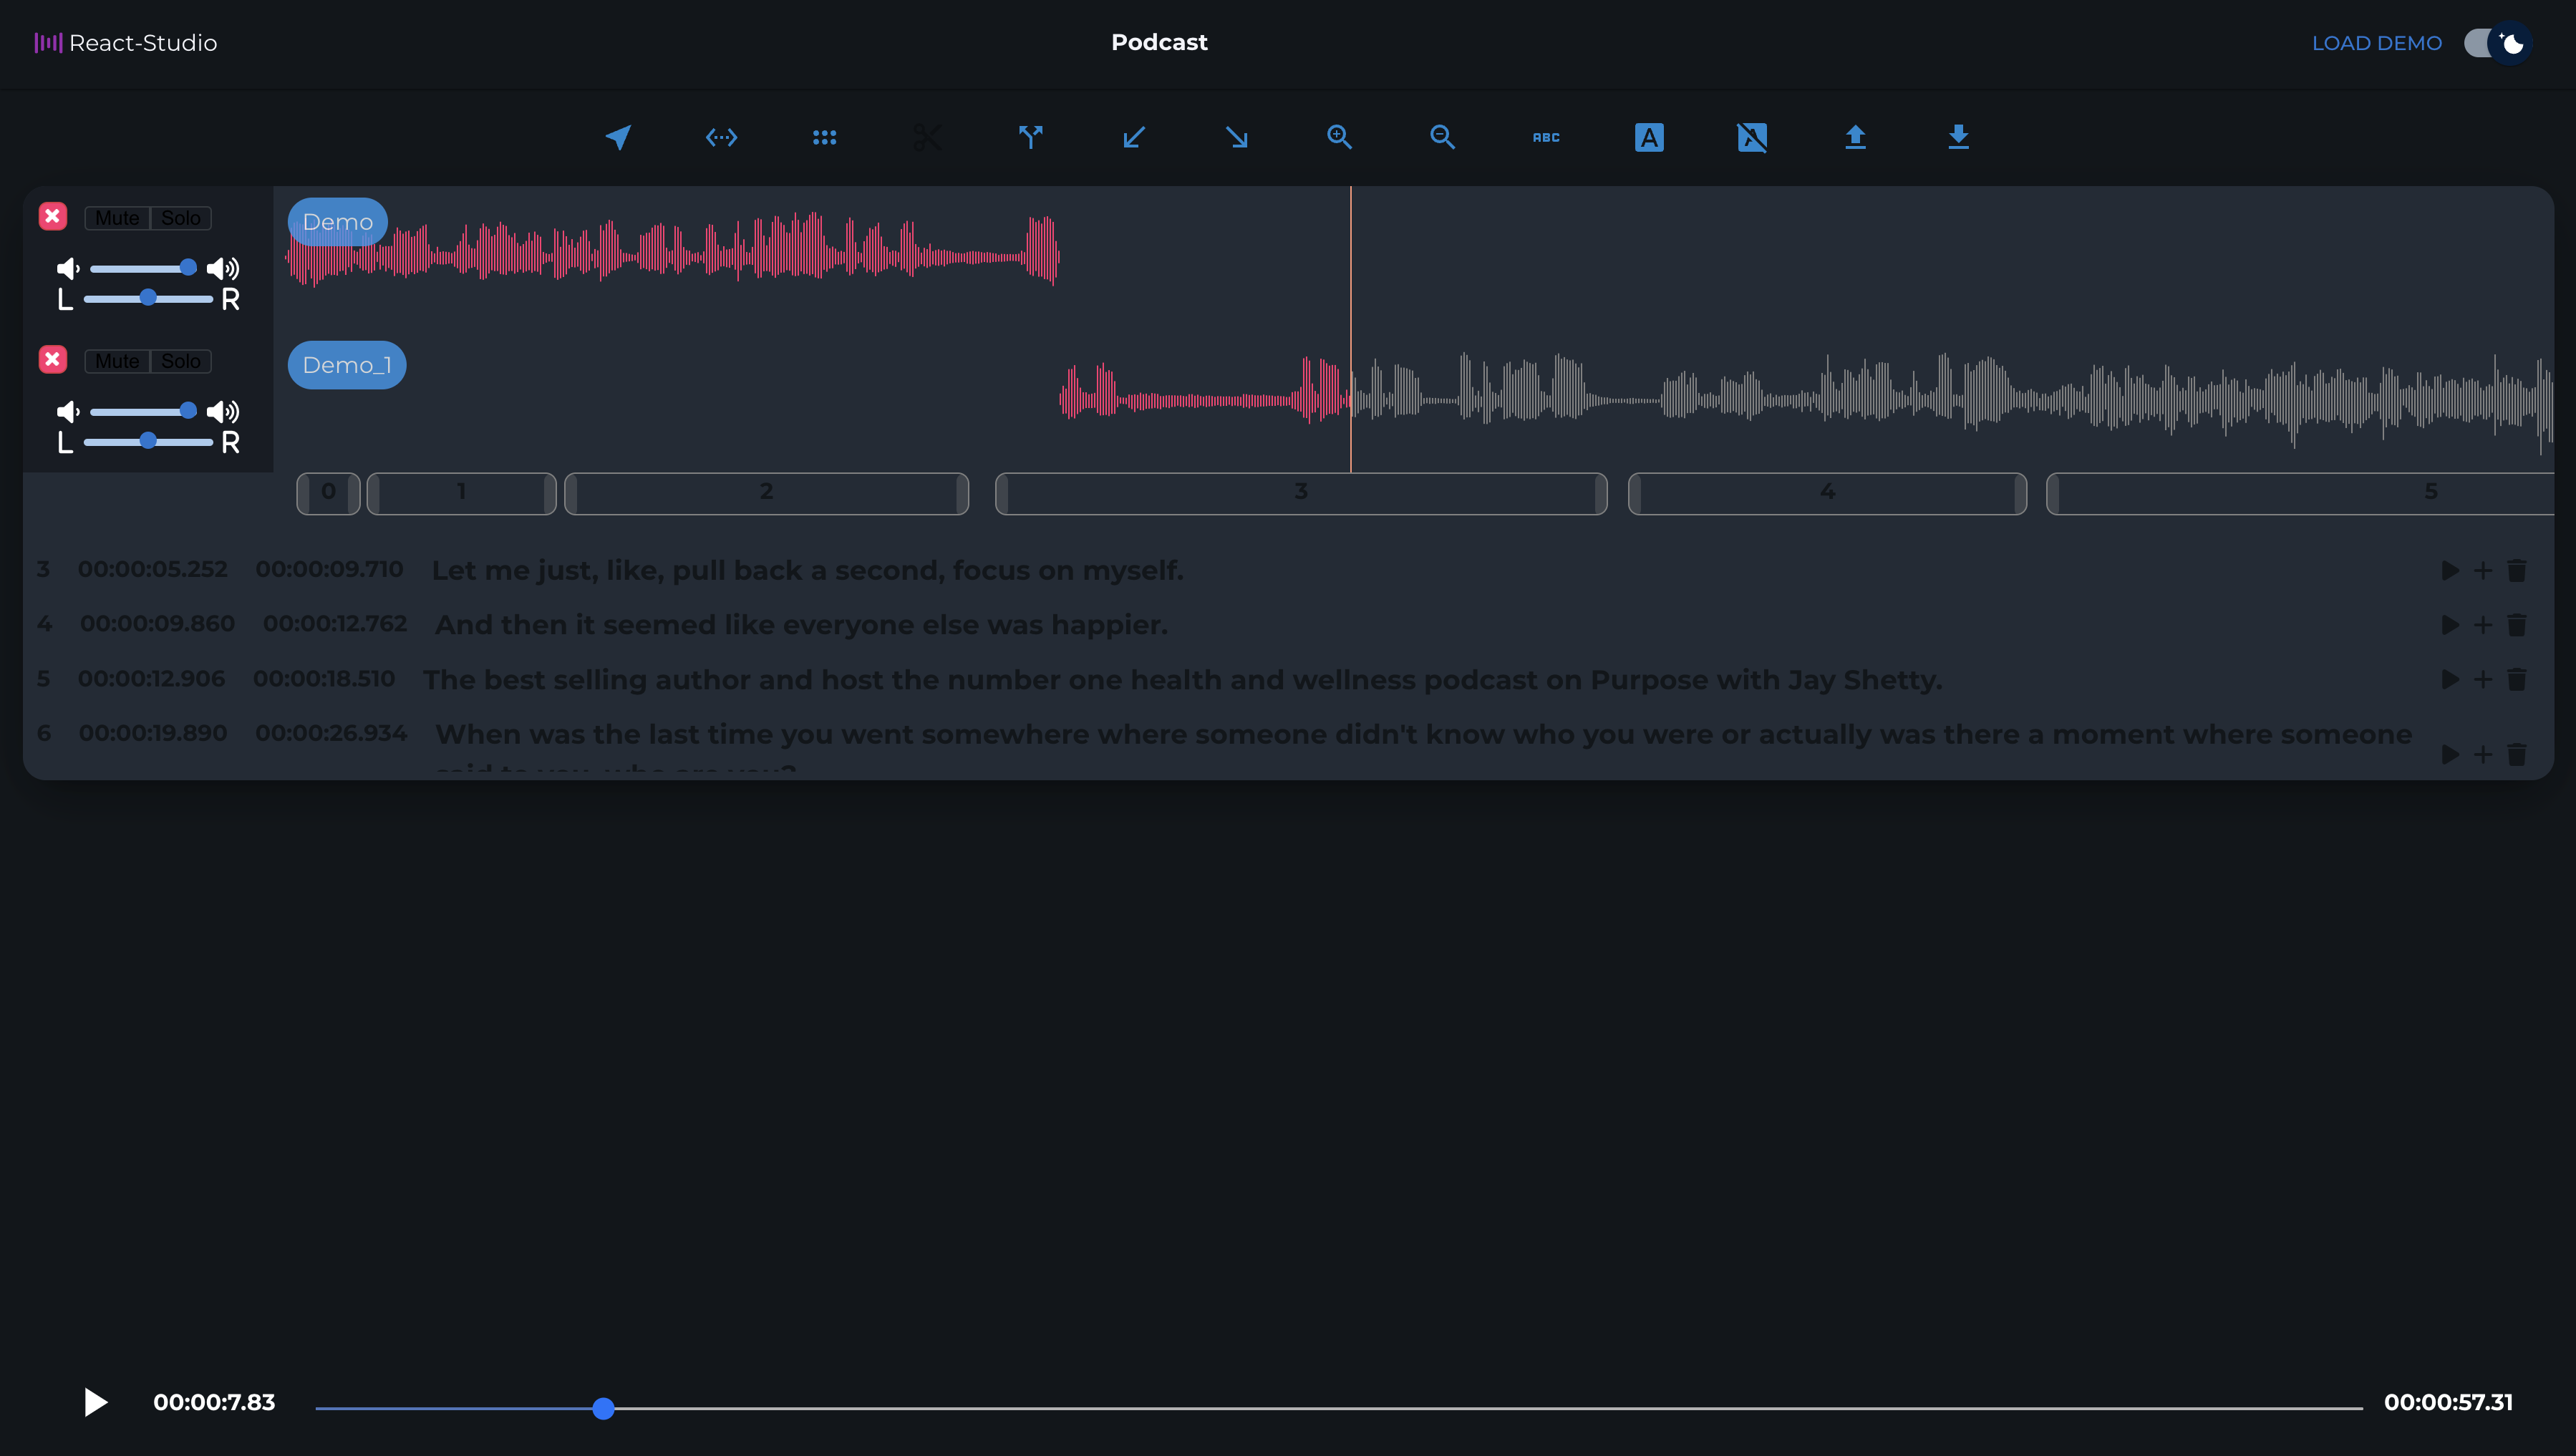 React-Studio
Podcast
LOAD DEMO
ABC
A
A
Mute Solo
Demo
L R
Mute Solo
Demo_1
L R
0 1 2 3 4 5
3 00:00:05.252 00:00:09.710 Let me just, like, pull back a second, focus on myself.
4 00:00:09.860 00:00:12.762 And then it seemed like everyone else was happier.
5 00:00:12.906 00:00:18.510 The best selling author and host the number one health and wellness podcast on Purpose with Jay Shetty.
6 00:00:19.890 00:00:26.934 When was the last time you went somewhere where someone didn't know who you were or actually was there a moment where someone
said to you, who are you?
00:00:7.83
00:00:57.31